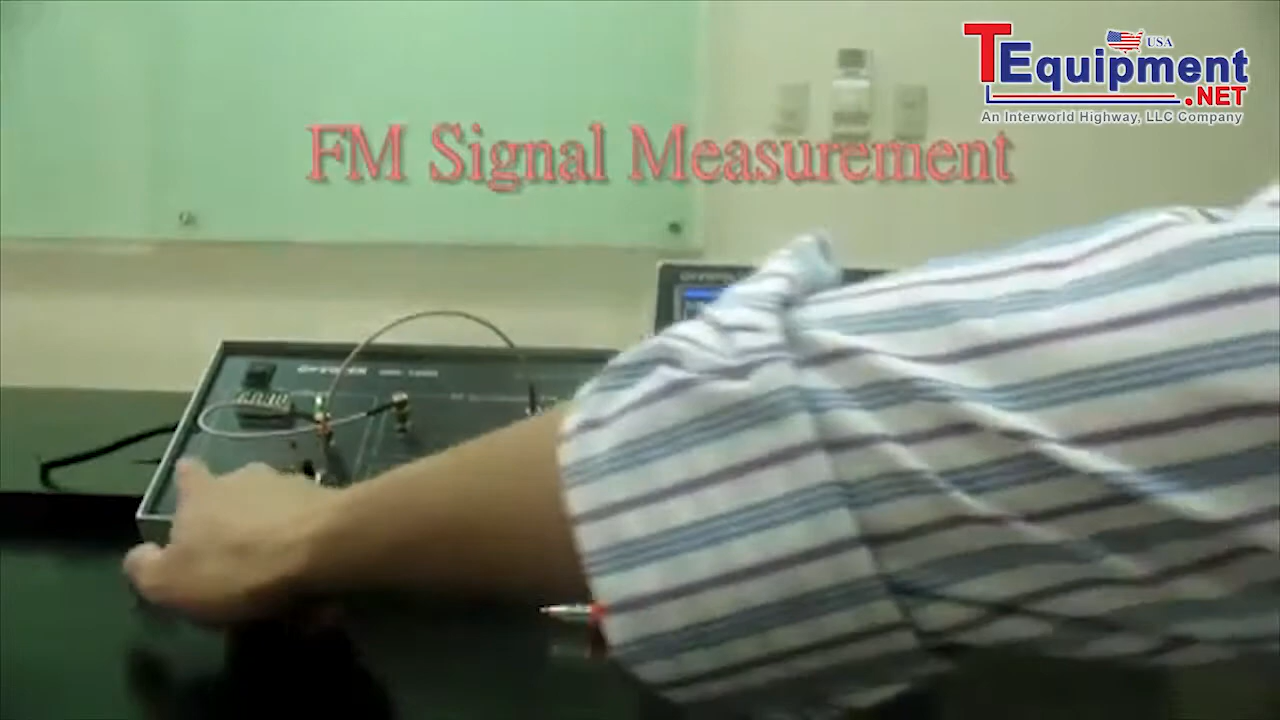 TEquipment
USA
.NET
An Interworld Highway, LLC Company
FM Signal Measurement